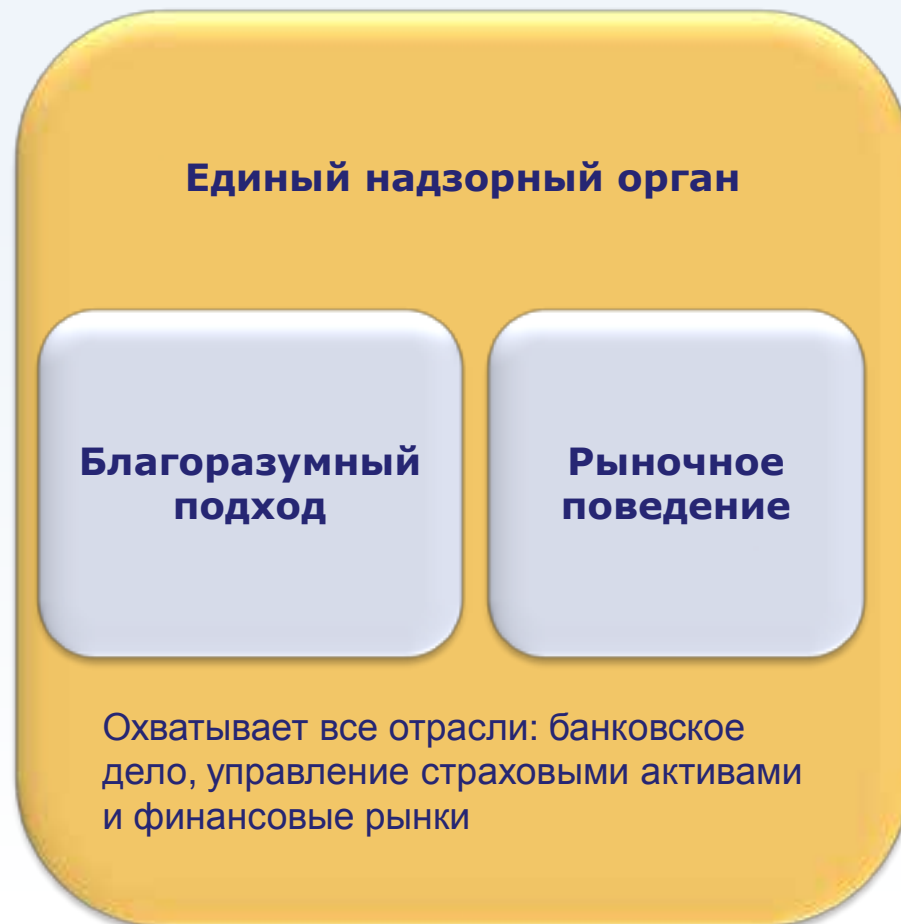 Единый надзорный орган
Благоразумный
подход
Рыночное
поведение
Охватывает все отрасли: банковское
дело, управление страховыми активами
и финансовые рынки